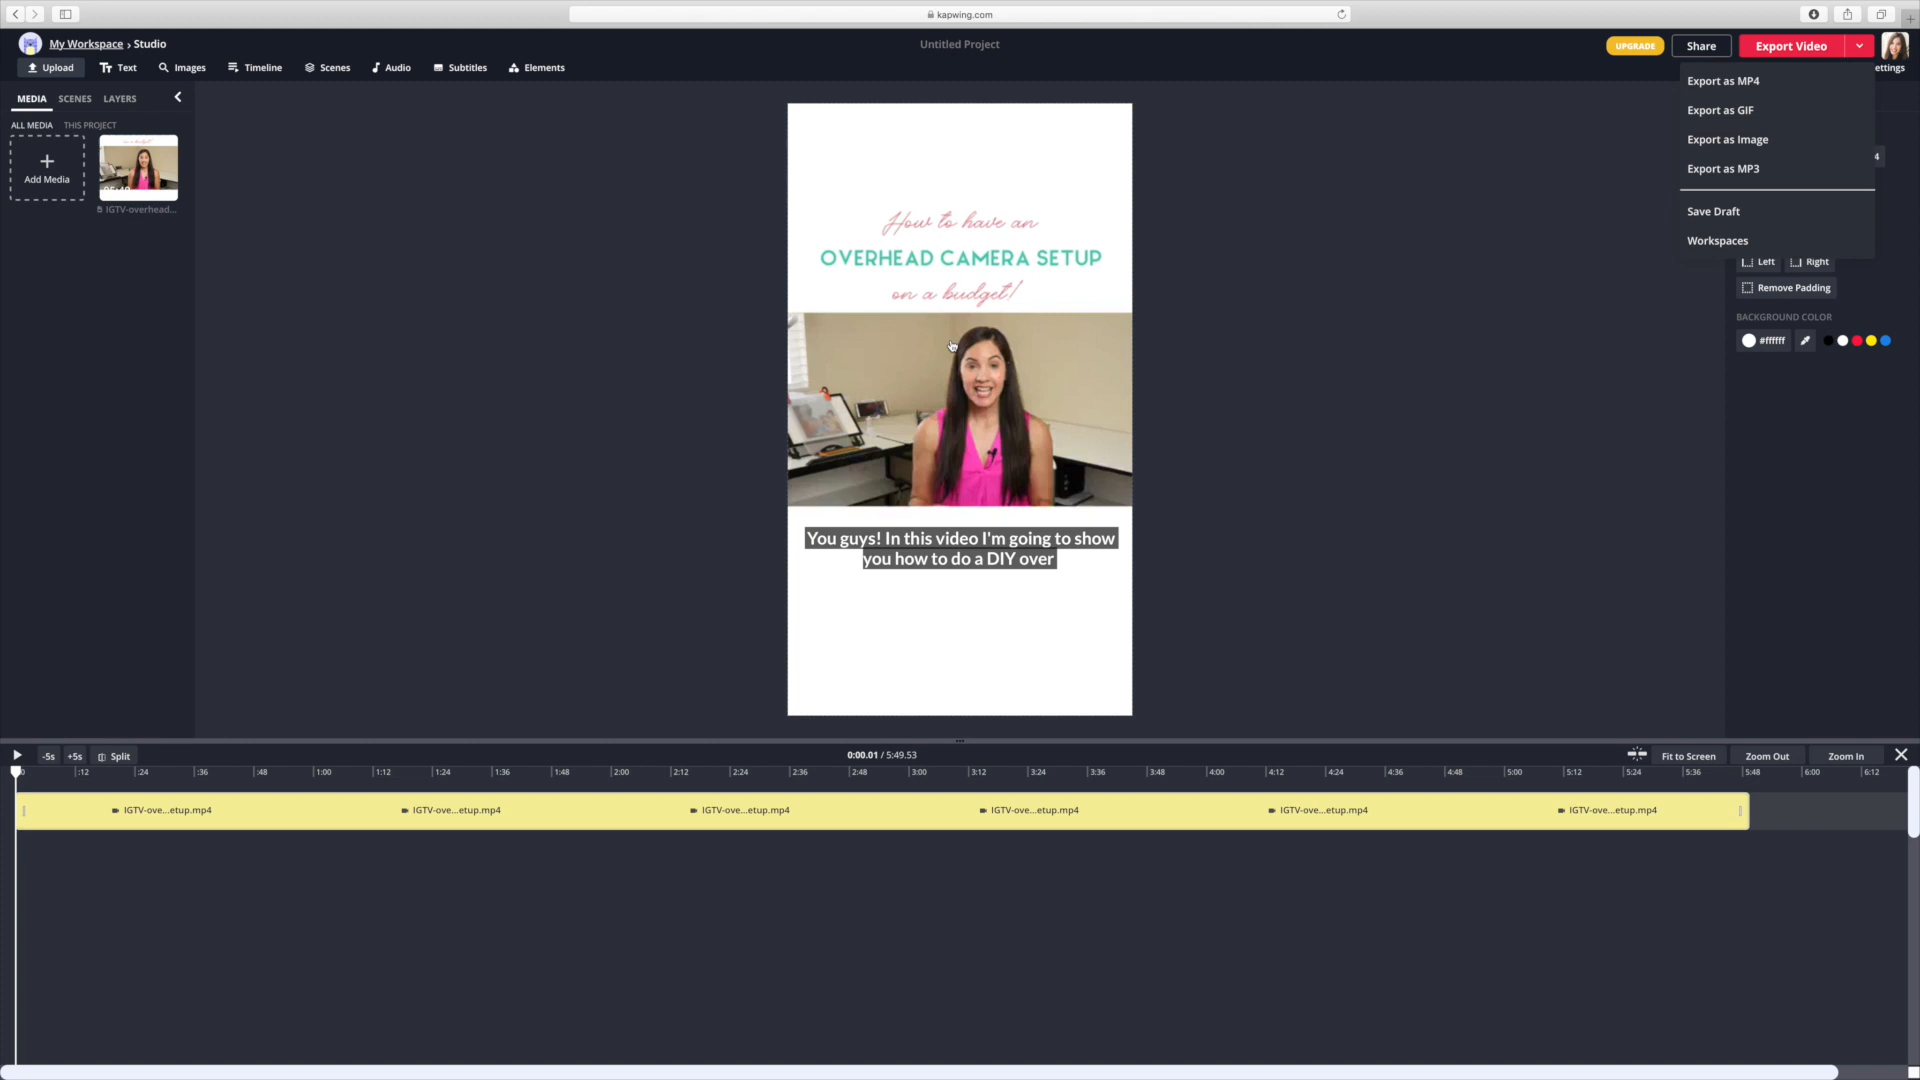 kapwing.com
My Workspace › Studio
Untitled Project
UPGRADE
Share
Export Video
Upload
Text
Images
Timeline
Scenes
Audio
Subtitles
Elements
ettings
Export as MP4
Export as GIF
Export as Image
Export as MP3
Save Draft
Workspaces
MEDIA
SCENES
LAYERS
ALL MEDIA
THIS PROJECT
Add Media
05:49
IGTV-overhead...
4
Left
Right
Remove Padding
BACKGROUND COLOR
#ffffff
How to have an
OVERHEAD CAMERA SETUP
on a budget!
You guys! In this video I'm going to show
you how to do a DIY over
-5s
+5s
Split
0:00.01 / 5:49.53
Fit to Screen
Zoom Out
Zoom In
:0 :12 :24 :36 :48 1:00 1:12 1:24 1:36 1:48 2:00 2:12 2:24 2:36 2:48 3:00 3:12 3:24 3:36 3:48 4:00 4:12 4:24 4:36 4:48 5:00 5:12 5:24 5:36 5:48 6:00 6:12
IGTV-ove...etup.mp4 IGTV-ove...etup.mp4 IGTV-ove...etup.mp4 IGTV-ove...etup.mp4 IGTV-ove...etup.mp4 IGTV-ove...etup.mp4